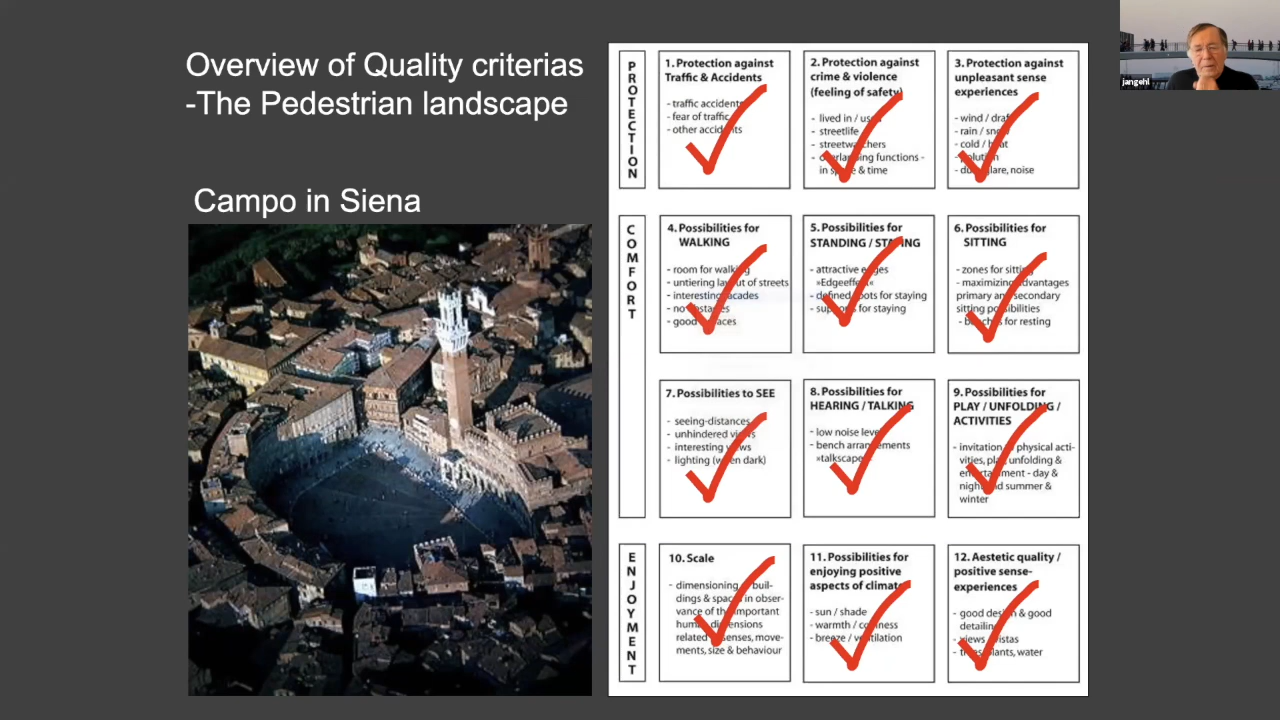 Overview of Quality criterias
-The Pedestrian landscape
Campo in Siena
jangehl
PROTECTION
1. Protection against
Traffic & Accidents
- traffic accidents
- fear of traffic
- other accidents
2. Protection against
crime & violence
(feeling of safety)
- lived in / used
- streetlife
- streetwatchers
- overlapping functions -
in space & time
3. Protection against
unpleasant sense
experiences
- wind / draft
- rain / snow
- cold / heat
- polution
- dust, glare, noise
COMFORT
4. Possibilities for
WALKING
- room for walking
- untiering layout of streets
- interesting facades
- no obstacles
- good surfaces
5. Possibilities for
STANDING / STAYING
- attractive edges
»Edgeeffect«
- defined spots for staying
- supports for staying
6. Possibilities for
SITTING
- zones for sitting
- maximizing advantages
primary and secondary
sitting possibilities
- benches for resting
7. Possibilities to SEE
- seeing-distances
- unhindered views
- interesting views
- lighting (when dark)
8. Possibilities for
HEARING / TALKING
- low noise level
- bench arrangements
»talkscapes
9. Possibilities for
PLAY / UNFOLDING /
ACTIVITIES
- invitation to physical acti-
vities, play, unfolding &
entertainment - day &
night and summer &
winter
ENJOYMENT
10. Scale
- dimensioning of buil-
dings & spaces in obser-
vance of the important
human dimensions
related to senses, move-
ments, size & behaviour
11. Possibilities for
enjoying positive
aspects of climate
- sun / shade
- warmth / coolness
- breeze / ventilation
12. Aestetic quality /
positive sense-
experiences
- good design & good
detailing
- views / vistas
- trees, plants, water